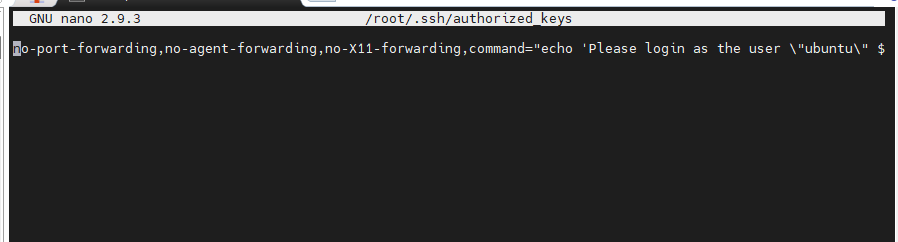 GNU nano 2.9.3 /root/.ssh/authorized_keys
no-port-forwarding,no-agent-forwarding,no-X11-forwarding,command="echo 'Please login as the user \"ubuntu\" $